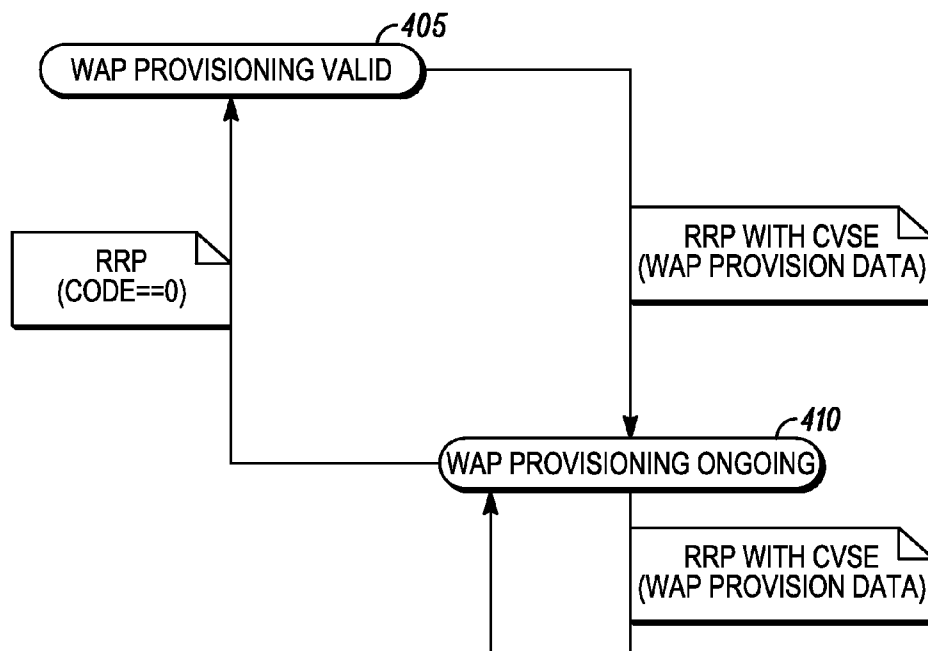 405
WAP PROVISIONING VALID
RRP WITH CVSE
(WAP PROVISION DATA)
RRP
(CODE==0)
410
WAP PROVISIONING ONGOING
RRP WITH CVSE
(WAP PROVISION DATA)